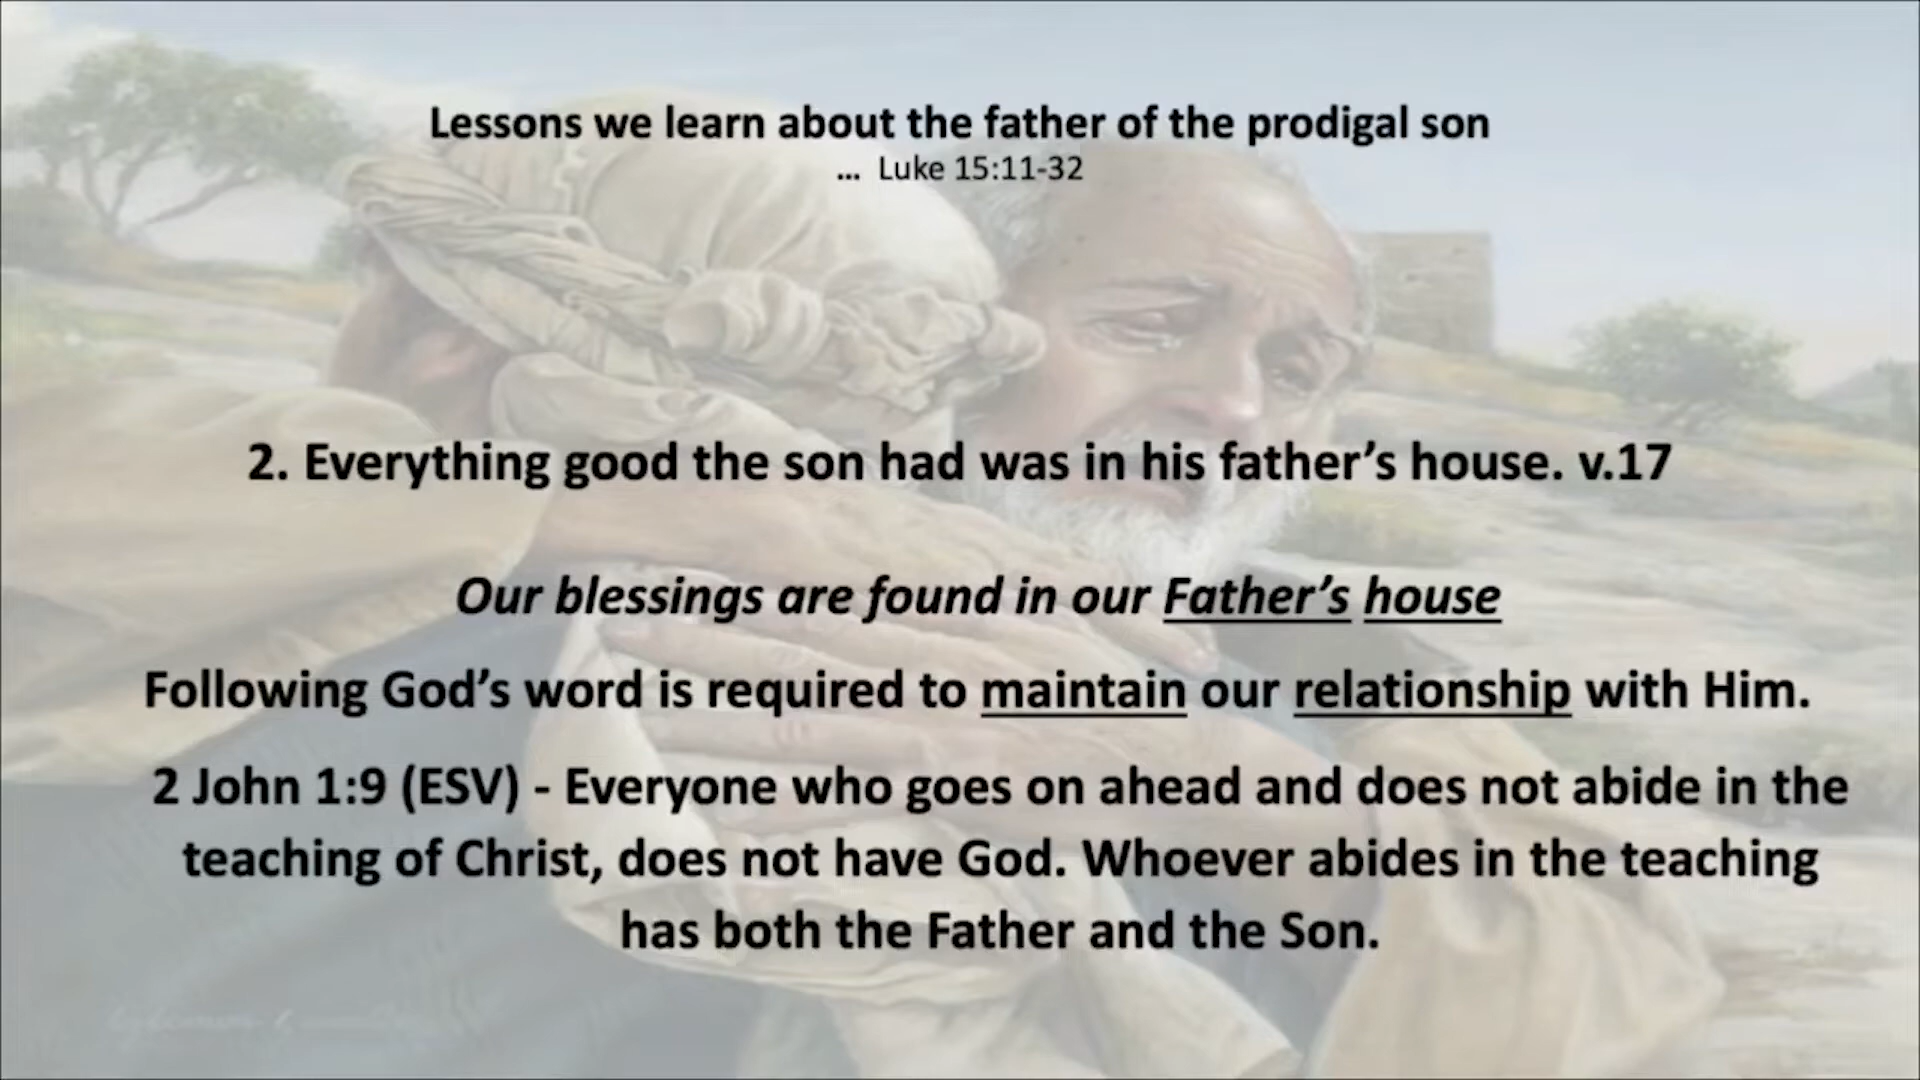 Lessons we learn about the father of the prodigal son
… Luke 15:11-32
2. Everything good the son had was in his father’s house. v.17
Our blessings are found in our Father’s house
Following God’s word is required to maintain our relationship with Him.
2 John 1:9 (ESV) - Everyone who goes on ahead and does not abide in the
teaching of Christ, does not have God. Whoever abides in the teaching
has both the Father and the Son.